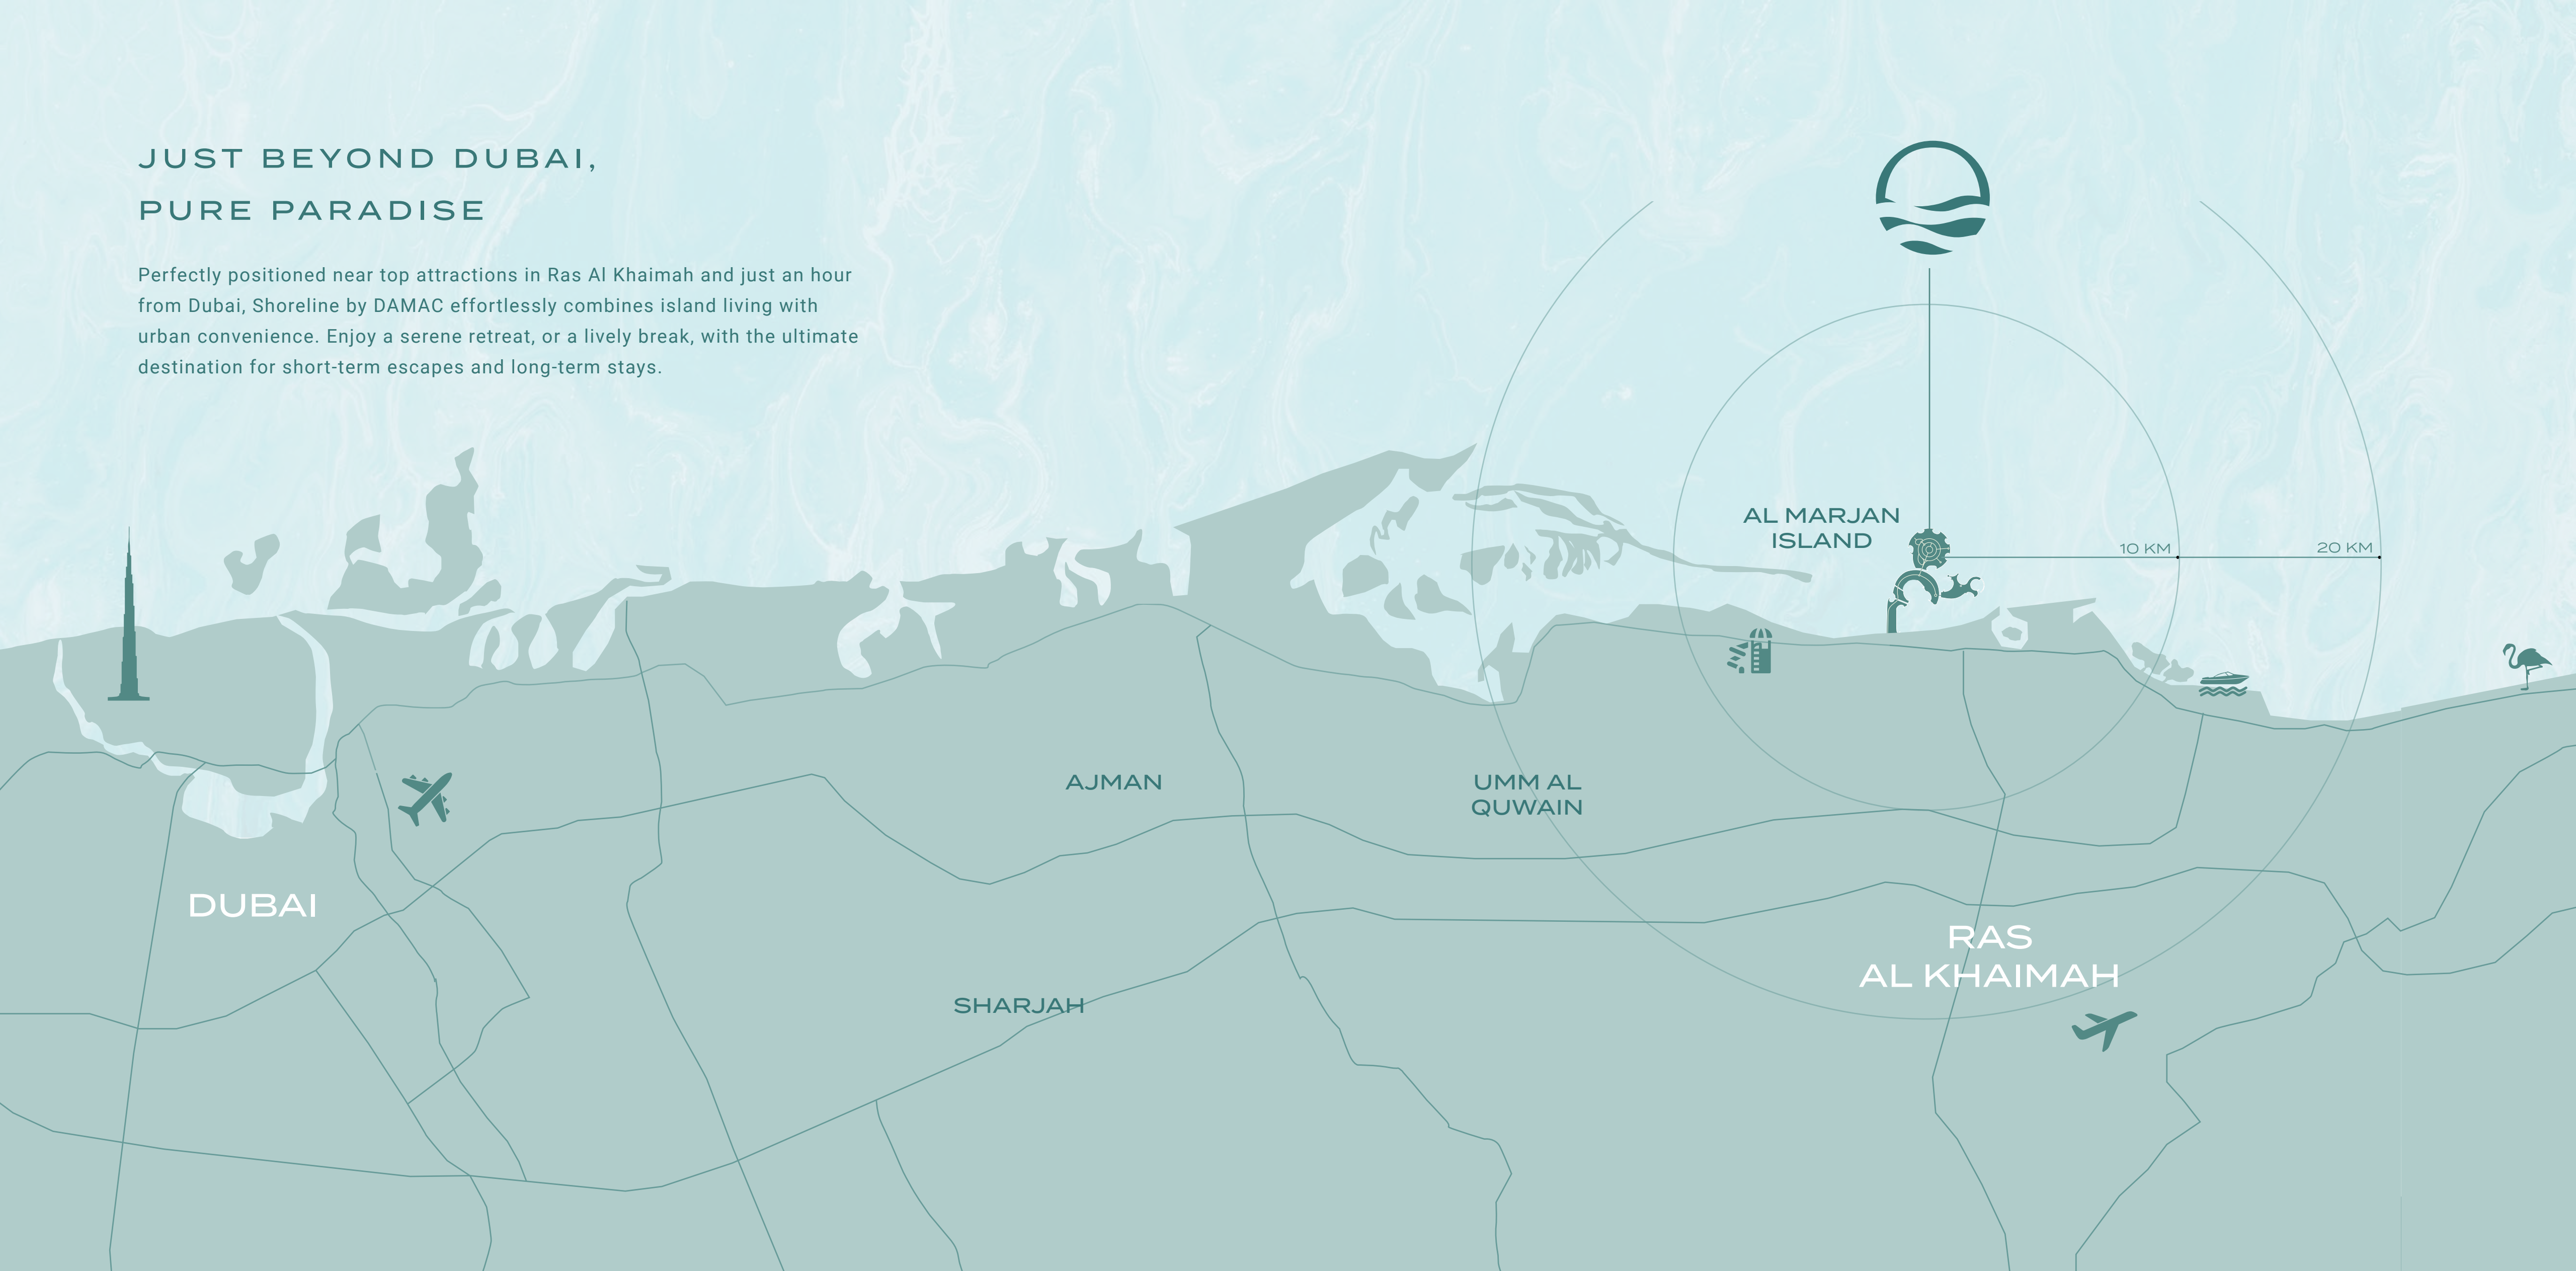 JUST BEYOND DUBAI,
PURE PARADISE
Perfectly positioned near top attractions in Ras Al Khaimah and just an hour
from Dubai, Shoreline by DAMAC effortlessly combines island living with
urban convenience. Enjoy a serene retreat, or a lively break, with the ultimate
destination for short-term escapes and long-term stays.
AL MARJAN
ISLAND
10 KM
20 KM
AJMAN
UMM AL
QUWAIN
DUBAI
RAS
AL KHAIMAH
SHARJAH